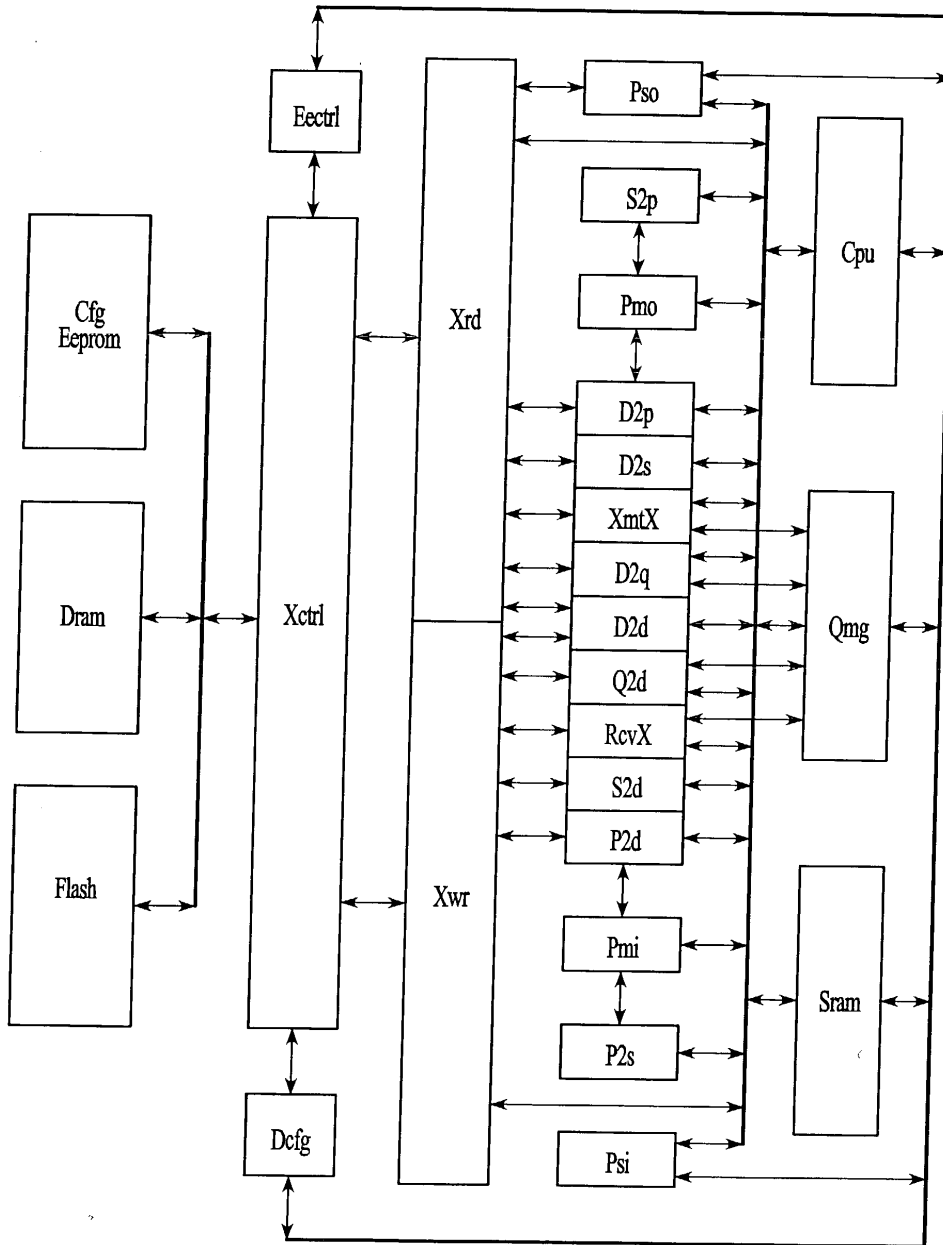 Eectrl
Pso
S2p
Cpu
Cfg
Eeprom
Xrd
Pmo
D2p
D2s
XmtX
D2q
Dram
Xctrl
D2d
Qmg
Q2d
RcvX
S2d
P2d
Flash
Xwr
Pmi
Sram
P2s
Dcfg
Psi